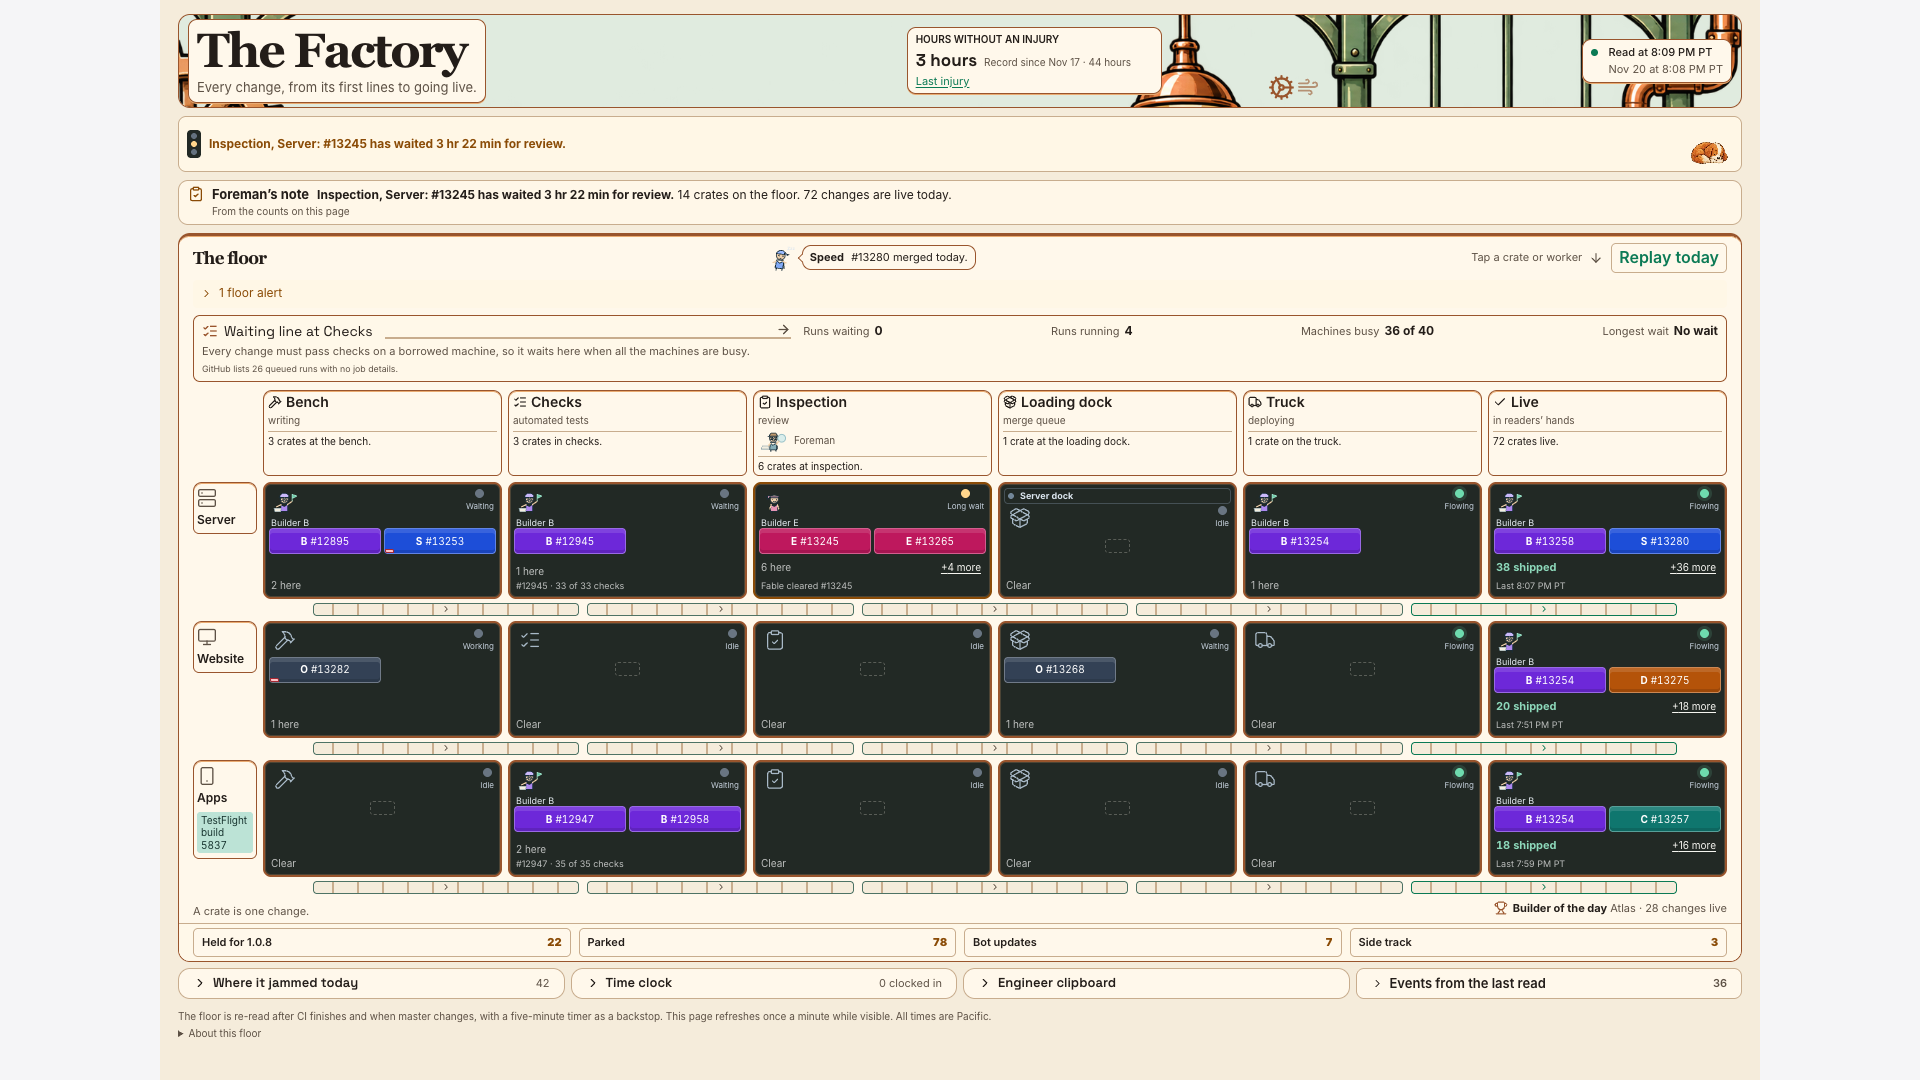 The Factory
Every change, from its first lines to going live.
HOURS WITHOUT AN INJURY
3 hours Record since Nov 17 · 44 hours
Last injury
Read at 8:09 PM PT
Nov 20 at 8:08 PM PT
Inspection, Server: #13245 has waited 3 hr 22 min for review.
Foreman's note Inspection, Server: #13245 has waited 3 hr 22 min for review. 14 crates on the floor. 72 changes are live today.
From the counts on this page
The floor
Speed #13280 merged today.
Tap a crate or worker ↓ Replay today
1 floor alert
Waiting line at Checks
Runs waiting 0
Runs running 4
Machines busy 36 of 40
Longest wait No wait
Every change must pass checks on a borrowed machine, so it waits here when all the machines are busy.
GitHub lists 26 queued runs with no job details.
Bench
writing
3 crates at the bench.
Checks
automated tests
3 crates in checks.
Inspection
review
Foreman
6 crates at inspection.
Loading dock
merge queue
1 crate at the loading dock.
Truck
deploying
1 crate on the truck.
Live
in readers' hands
72 crates live.
Server
Waiting
Builder B
B #12895
S #13253
2 here
Waiting
Builder B
B #12945
1 here
#12945 · 33 of 33 checks
Long wait
Builder E
E #13245
E #13265
6 here
+4 more
Fable cleared #13245
Server dock
Idle
Clear
Flowing
Builder B
B #13254
1 here
Flowing
Builder B
B #13258
S #13280
38 shipped
+36 more
Last 8:07 PM PT
Website
Working
O #13282
1 here
Idle
Clear
Idle
Clear
Waiting
O #13268
1 here
Flowing
Clear
Flowing
Builder B
B #13254
D #13275
20 shipped
+18 more
Last 7:51 PM PT
Apps
TestFlight
build
5837
Idle
Clear
Waiting
Builder B
B #12947
B #12958
2 here
#12947 · 35 of 35 checks
Idle
Clear
Idle
Clear
Flowing
Clear
Flowing
Builder B
B #13254
C #13257
18 shipped
+16 more
Last 7:59 PM PT
A crate is one change.
Builder of the day Atlas · 28 changes live
Held for 1.0.8 22
Parked 78
Bot updates 7
Side track 3
Where it jammed today 42
Time clock 0 clocked in
Engineer clipboard
Events from the last read 36
The floor is re-read after CI finishes and when master changes, with a five-minute timer as a backstop. This page refreshes once a minute while visible. All times are Pacific.
About this floor